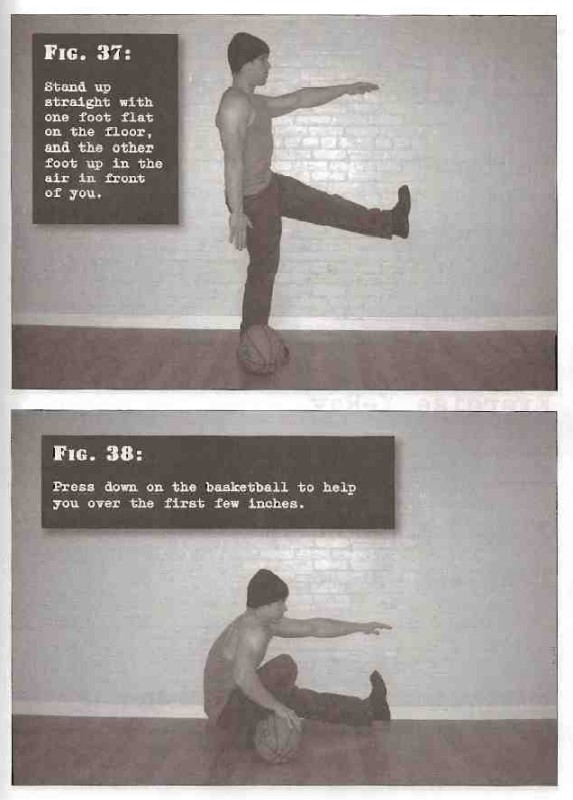 Fig. 37:
Stand up
straight with
one foot flat
on the floor,
and the other
foot up in the
air in front
of you.
Fig. 38:
Press down on the basketball to help
you over the first few inches.